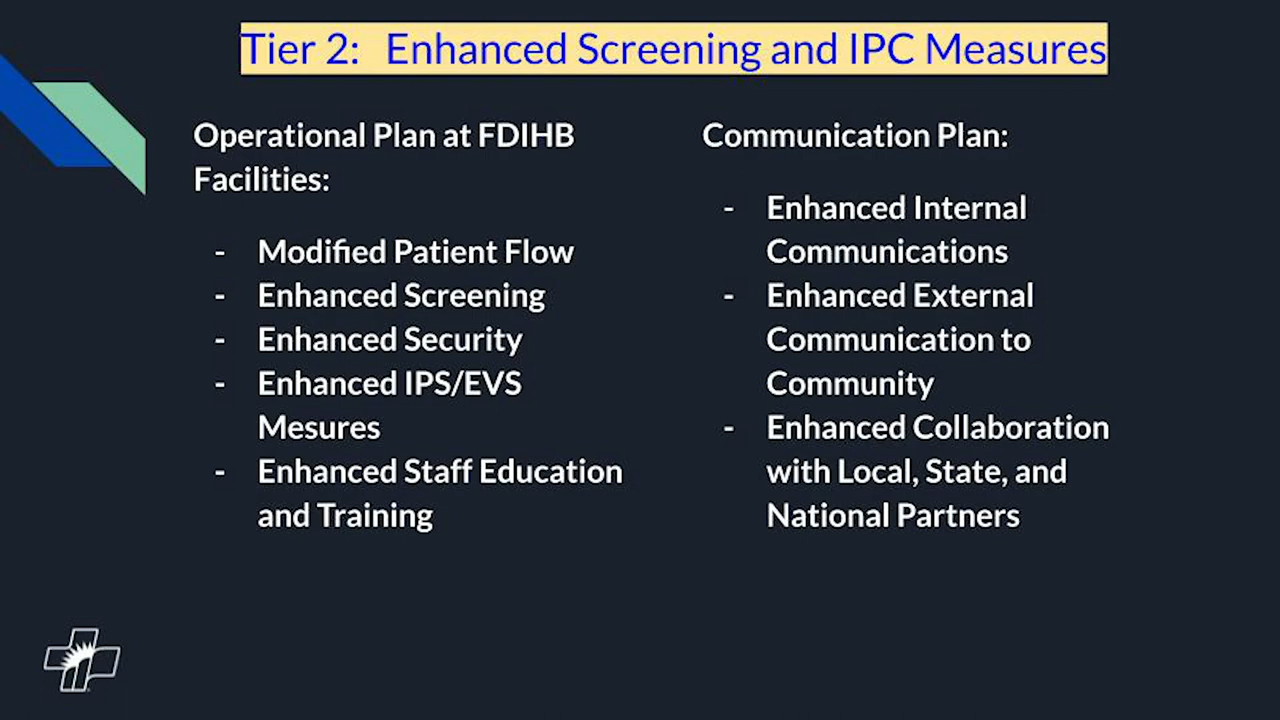 Tier 2:  Enhanced Screening and IPC Measures
Operational Plan at FDIHB
Facilities:
- Modified Patient Flow
- Enhanced Screening
- Enhanced Security
- Enhanced IPS/EVS
Mesures
- Enhanced Staff Education
and Training
Communication Plan:
- Enhanced Internal
Communications
- Enhanced External
Communication to
Community
- Enhanced Collaboration
with Local, State, and
National Partners